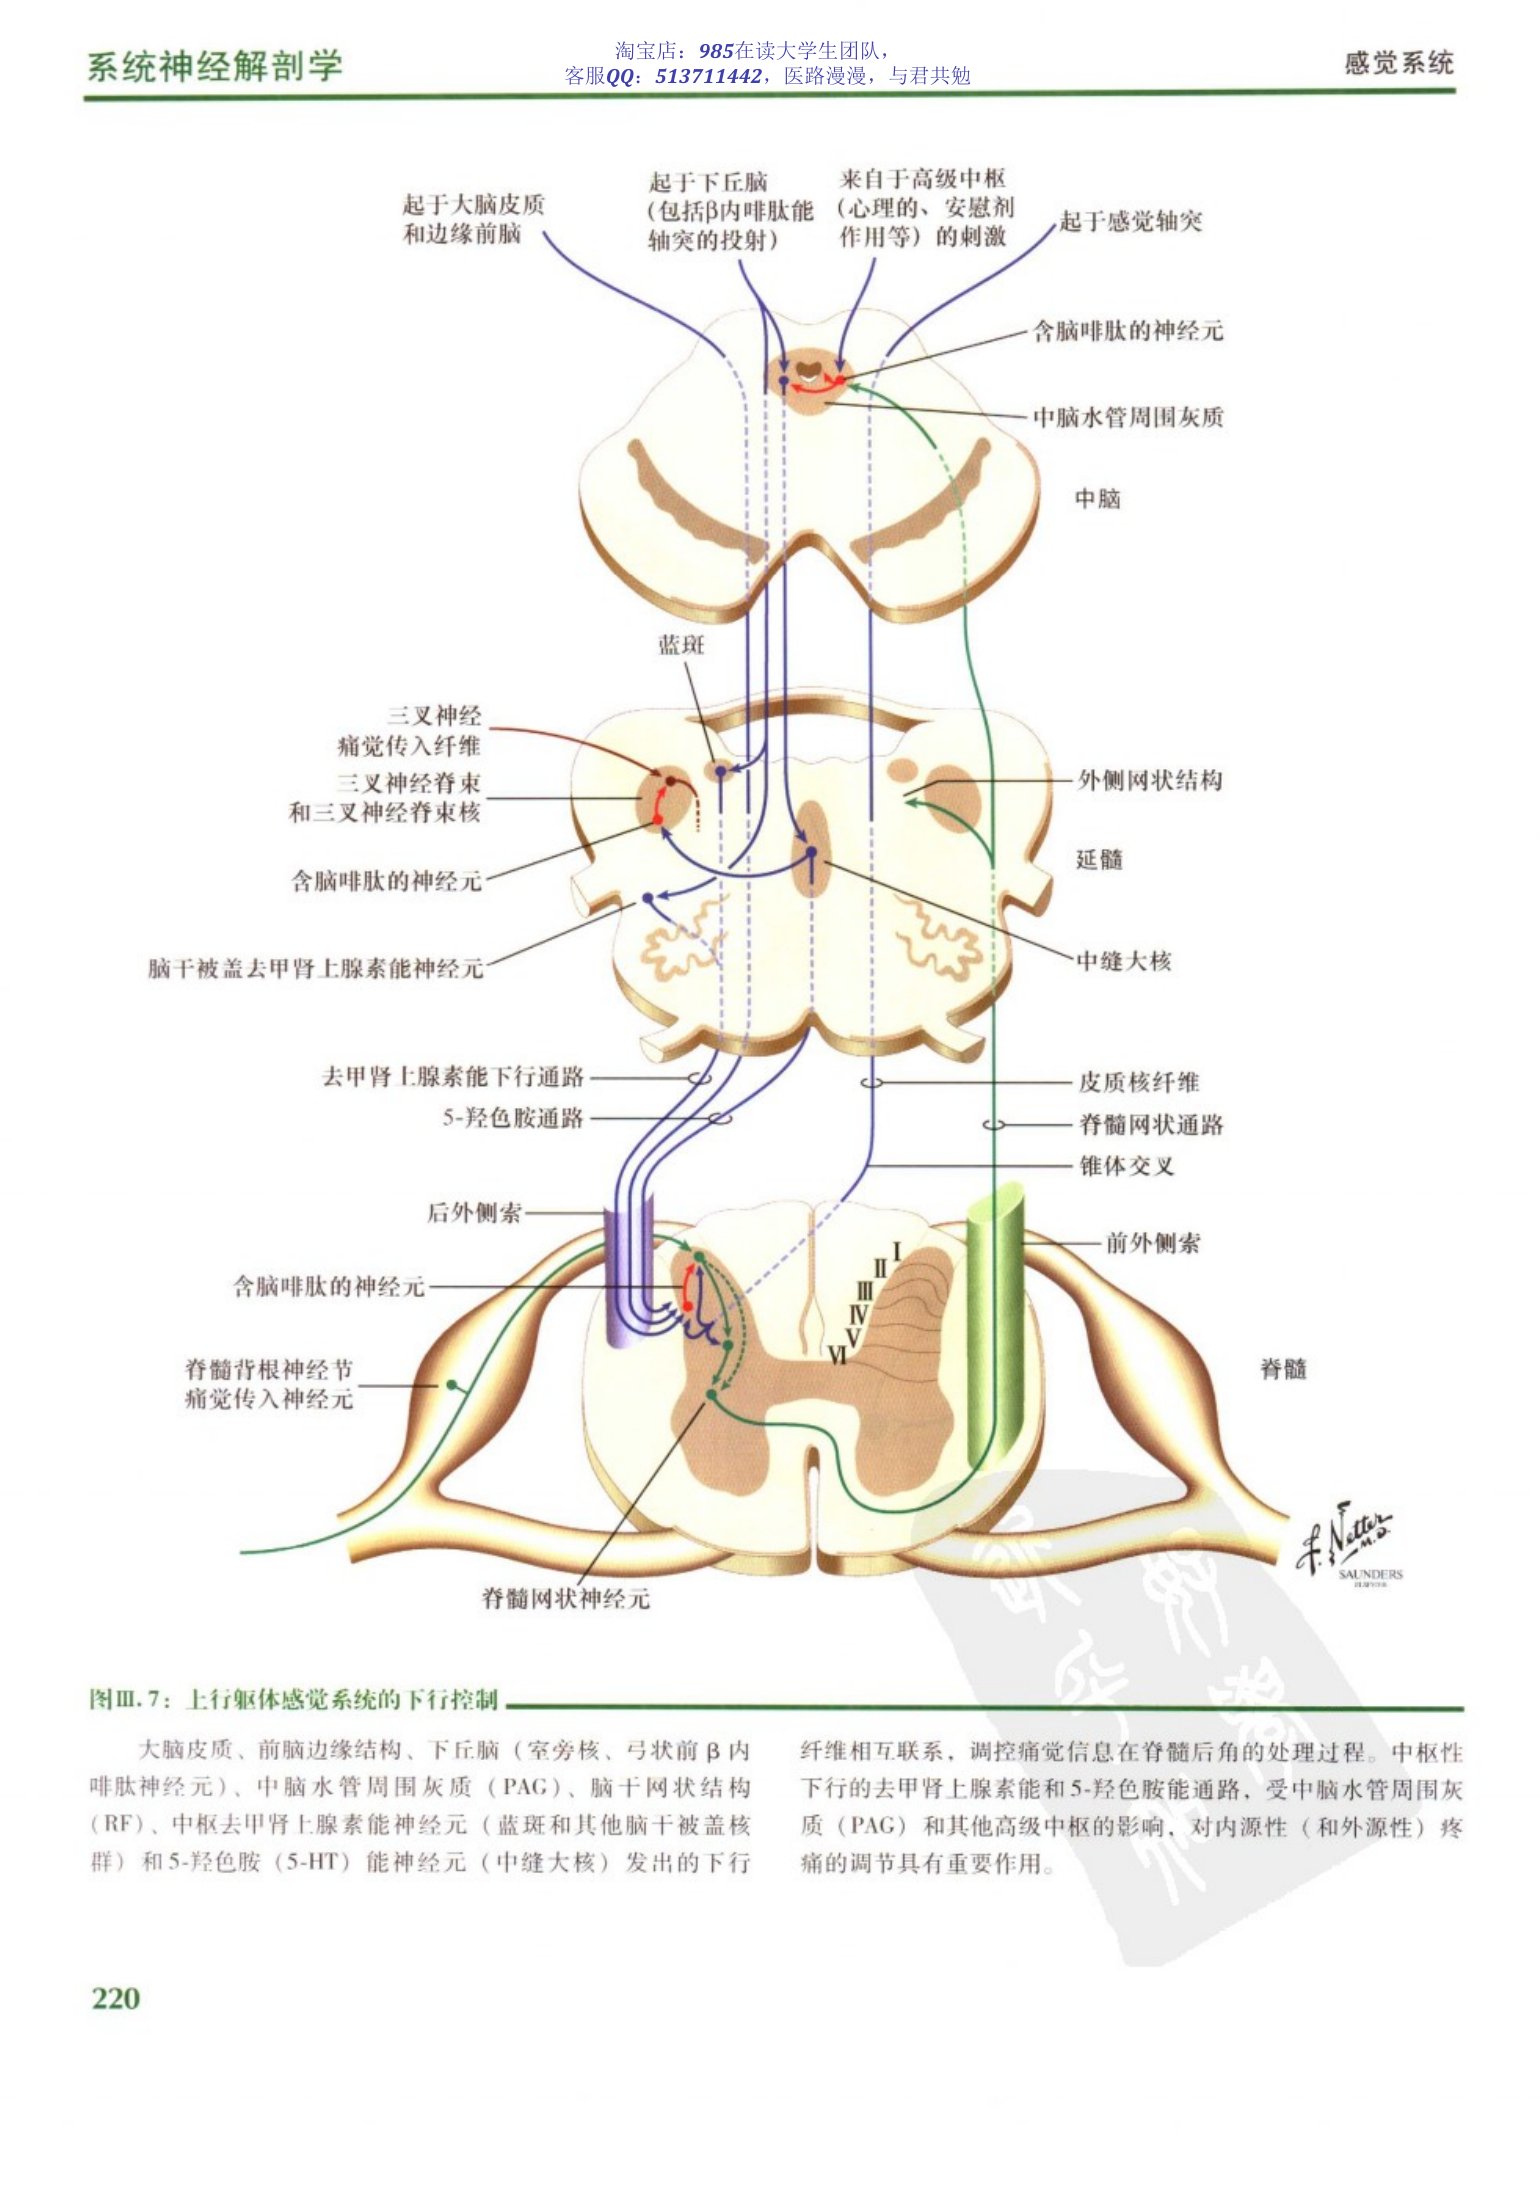 系统神经解剖学
淘宝店：985在读大学生团队，
客服QQ：513711442，医路漫漫，与君共勉
感觉系统
起于大脑皮质
和边缘前脑
起于下丘脑
(包括β内啡肽能
轴突的投射)
来自于高级中枢
(心理的、安慰剂
作用等) 的刺激
起于感觉轴突
含脑啡肽的神经元
中脑水管周围灰质
中脑
蓝斑
三叉神经
痛觉传入纤维
三叉神经脊束
和三叉神经脊束核
含脑啡肽的神经元
脑干被盖去甲肾上腺素能神经元
外侧网状结构
延髓
中缝大核
去甲肾上腺素能下行通路
5-羟色胺通路
皮质核纤维
脊髓网状通路
锥体交叉
后外侧索
前外侧索
含脑啡肽的神经元
I
II
III
IV
V
VI
脊髓背根神经节
痛觉传入神经元
脊髓
脊髓网状神经元
F. Netter
M.D.
SAUNDERS
图III.7：上行躯体感觉系统的下行控制
大脑皮质、前脑边缘结构、下丘脑（室旁核、弓状前β内
啡肽神经元）、中脑水管周围灰质（PAG）、脑干网状结构
（RF）、中枢去甲肾上腺素能神经元（蓝斑和其他脑干被盖核
群）和5-羟色胺（5-HT）能神经元（中缝大核）发出的下行
纤维相互联系，调控痛觉信息在脊髓后角的处理过程。中枢性
下行的去甲肾上腺素能和5-羟色胺能通路，受中脑水管周围灰
质（PAG）和其他高级中枢的影响，对内源性（和外源性）疼
痛的调节具有重要作用。
220